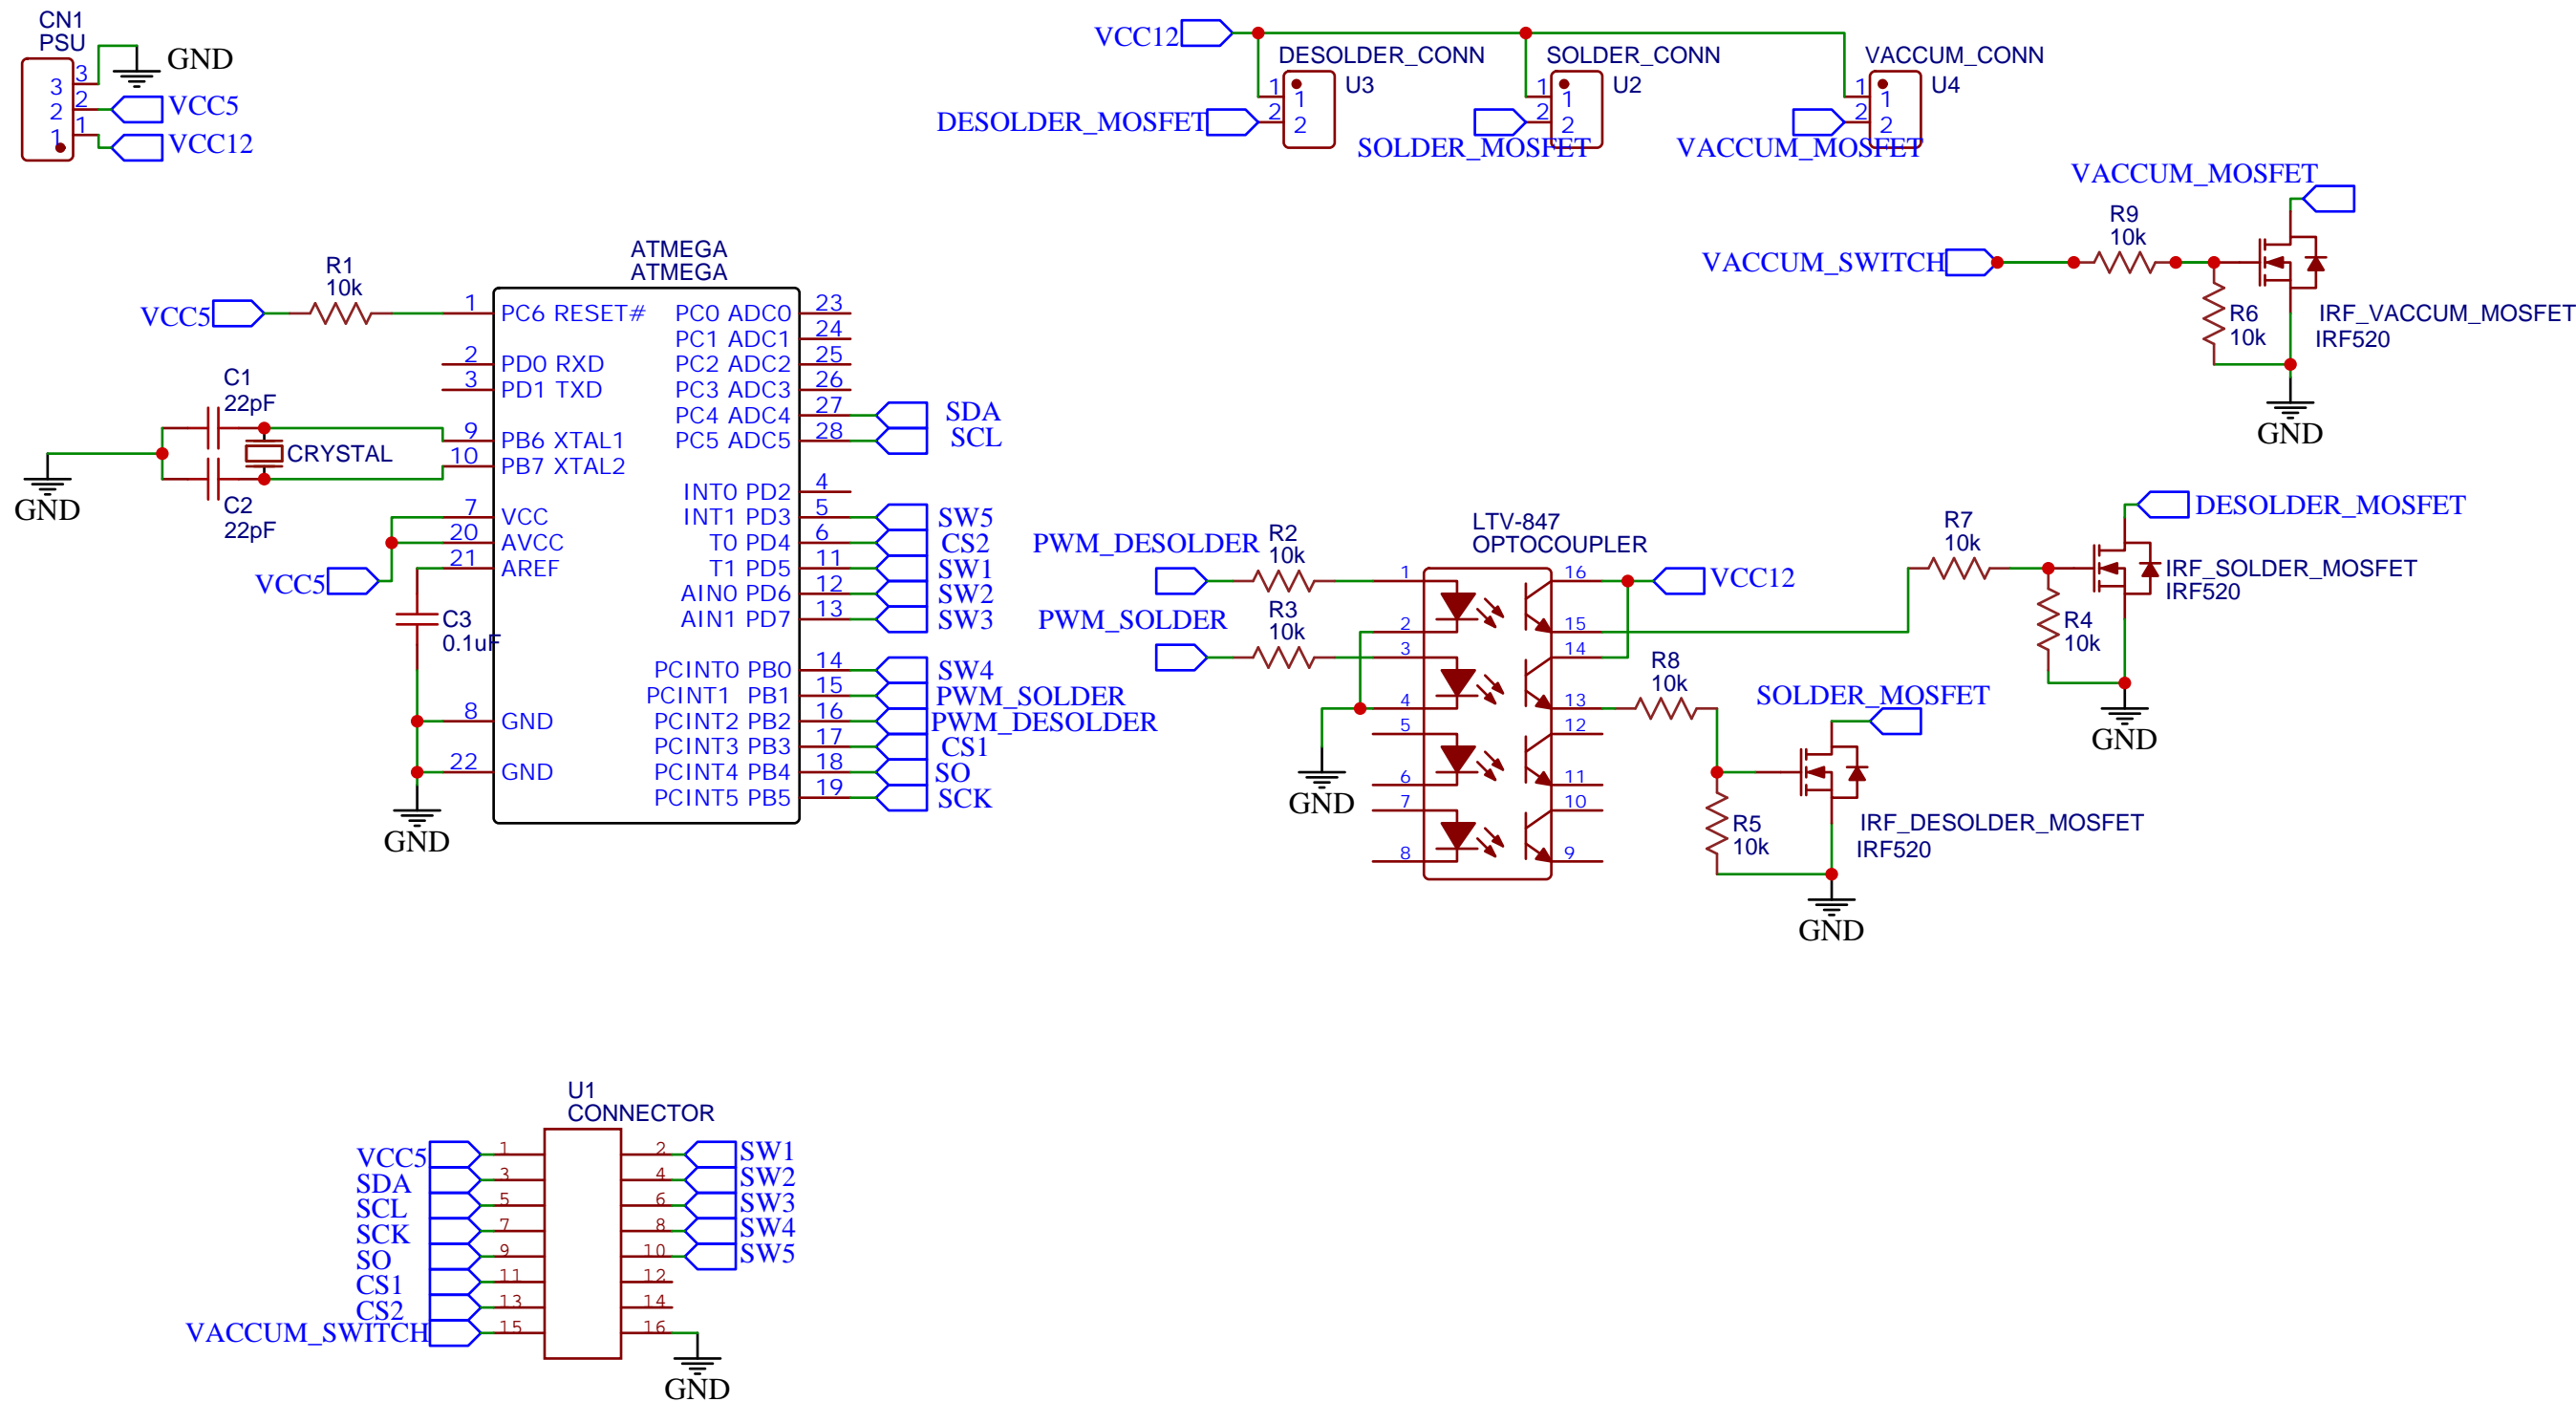 CN1
PSU
GND
3
3
2
2
VCC5
1
1
VCC12
VCC12
DESOLDER_CONN
U3
1
1
2
2
DESOLDER_MOSFET
SOLDER_CONN
U2
1
1
2
2
SOLDER_MOSFET
VACCUM_CONN
U4
1
1
2
2
VACCUM_MOSFET
VACCUM_MOSFET
R9
10k
VACCUM_SWITCH
R6
10k
IRF_VACCUM_MOSFET
IRF520
GND
ATMEGA
ATMEGA
R1
10k
VCC5
1 PC6 RESET#
2 PD0 RXD
3 PD1 TXD
C1
22pF
9 PB6 XTAL1
CRYSTAL
10 PB7 XTAL2
C2
22pF
GND
7 VCC
20 AVCC
21 AREF
VCC5
C3
0.1uF
8 GND
22 GND
GND
PC0 ADC0 23
PC1 ADC1 24
PC2 ADC2 25
PC3 ADC3 26
PC4 ADC4 27 SDA
PC5 ADC5 28 SCL
INT0 PD2 4
INT1 PD3 5 SW5
T0 PD4 6 CS2
T1 PD5 11 SW1
AIN0 PD6 12 SW2
AIN1 PD7 13 SW3
PCINT0 PB0 14 SW4
PCINT1 PB1 15 PWM_SOLDER
PCINT2 PB2 16 PWM_DESOLDER
PCINT3 PB3 17 CS1
PCINT4 PB4 18 SO
PCINT5 PB5 19 SCK
PWM_DESOLDER
R2
10k
PWM_SOLDER
R3
10k
LTV-847
OPTOCOUPLER
1
2
3
4
5
6
7
8
16
15
14
13
12
11
10
9
VCC12
GND
R7
10k
DESOLDER_MOSFET
IRF_SOLDER_MOSFET
IRF520
R4
10k
GND
R8
10k
SOLDER_MOSFET
R5
10k
IRF_DESOLDER_MOSFET
IRF520
GND
U1
CONNECTOR
VCC5 1 2 SW1
SDA 3 4 SW2
SCL 5 6 SW3
SCK 7 8 SW4
SO 9 10 SW5
CS1 11 12
CS2 13 14
VACCUM_SWITCH 15 16
GND